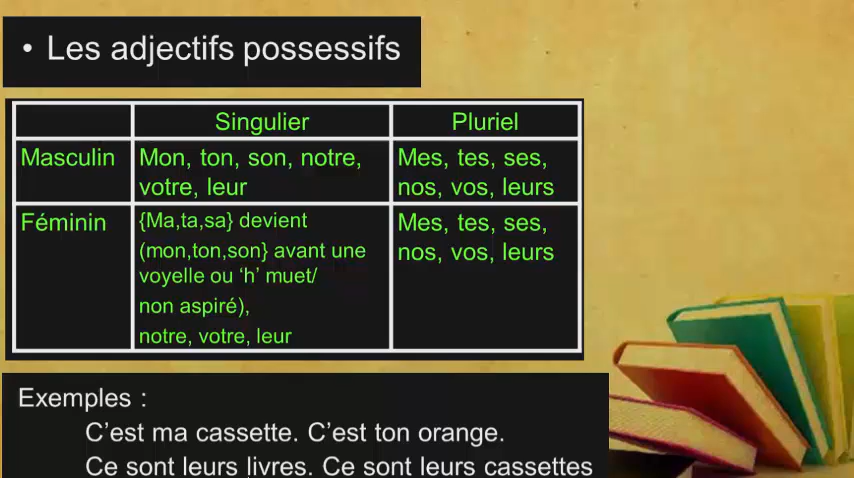 • Les adjectifs possessifs
Singulier Pluriel
Masculin Mon, ton, son, notre, Mes, tes, ses,
votre, leur nos, vos, leurs
Féminin {Ma,ta,sa} devient Mes, tes, ses,
(mon,ton,son} avant une nos, vos, leurs
voyelle ou ‘h’ muet/
non aspiré),
notre, votre, leur
Exemples :
C’est ma cassette. C’est ton orange.
Ce sont leurs livres. Ce sont leurs cassettes